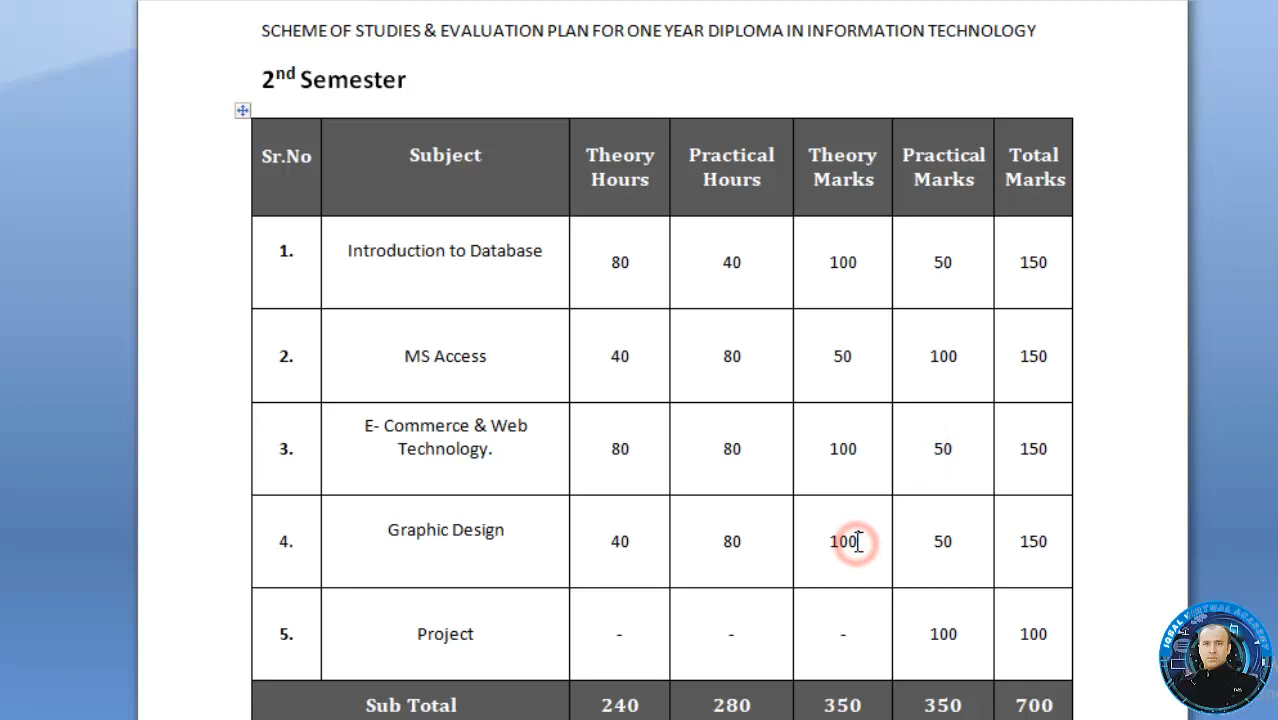 SCHEME OF STUDIES & EVALUATION PLAN FOR ONE YEAR DIPLOMA IN INFORMATION TECHNOLOGY
2nd Semester
Sr.No Subject Theory Hours Practical Hours Theory Marks Practical Marks Total Marks
1. Introduction to Database 80 40 100 50 150
2. MS Access 40 80 50 100 150
3. E- Commerce & Web Technology. 80 80 100 50 150
4. Graphic Design 40 80 100 50 150
5. Project - - - 100 100
Sub Total 240 280 350 350 700
IQBAL VIRTUAL ACADEMY